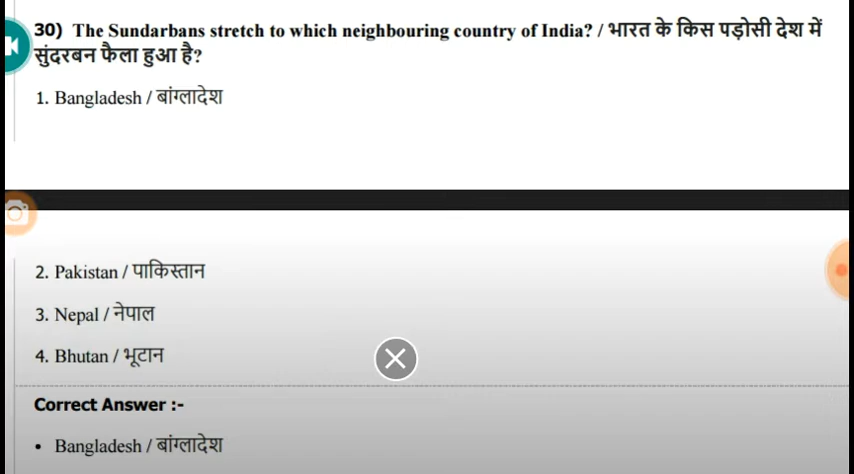 30) The Sundarbans stretch to which neighbouring country of India? / भारत के किस पड़ोसी देश में
सुंदरबन फैला हुआ है?
1. Bangladesh / बांग्लादेश
2. Pakistan / पाकिस्तान
3. Nepal / नेपाल
4. Bhutan / भूटान
Correct Answer :-
• Bangladesh / बांग्लादेश